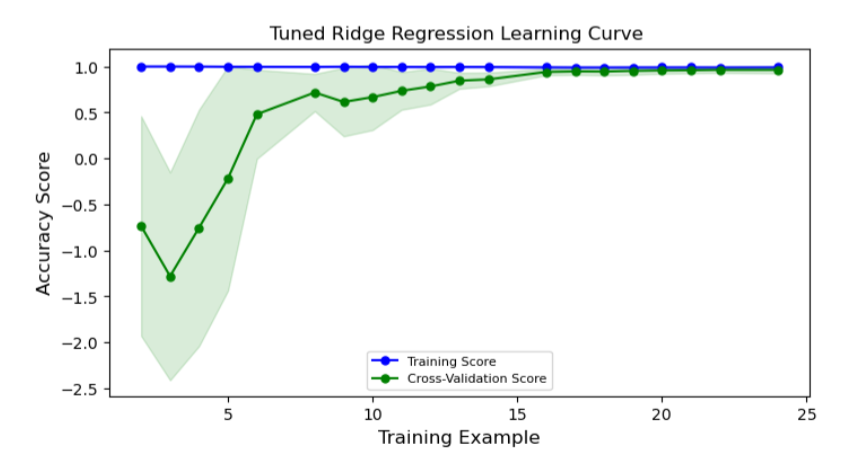 Tuned Ridge Regression Learning Curve
Accuracy Score
1.0
0.5
0.0
−0.5
−1.0
−1.5
−2.0
−2.5
Training Score
Cross-Validation Score
5
10
15
20
25
Training Example